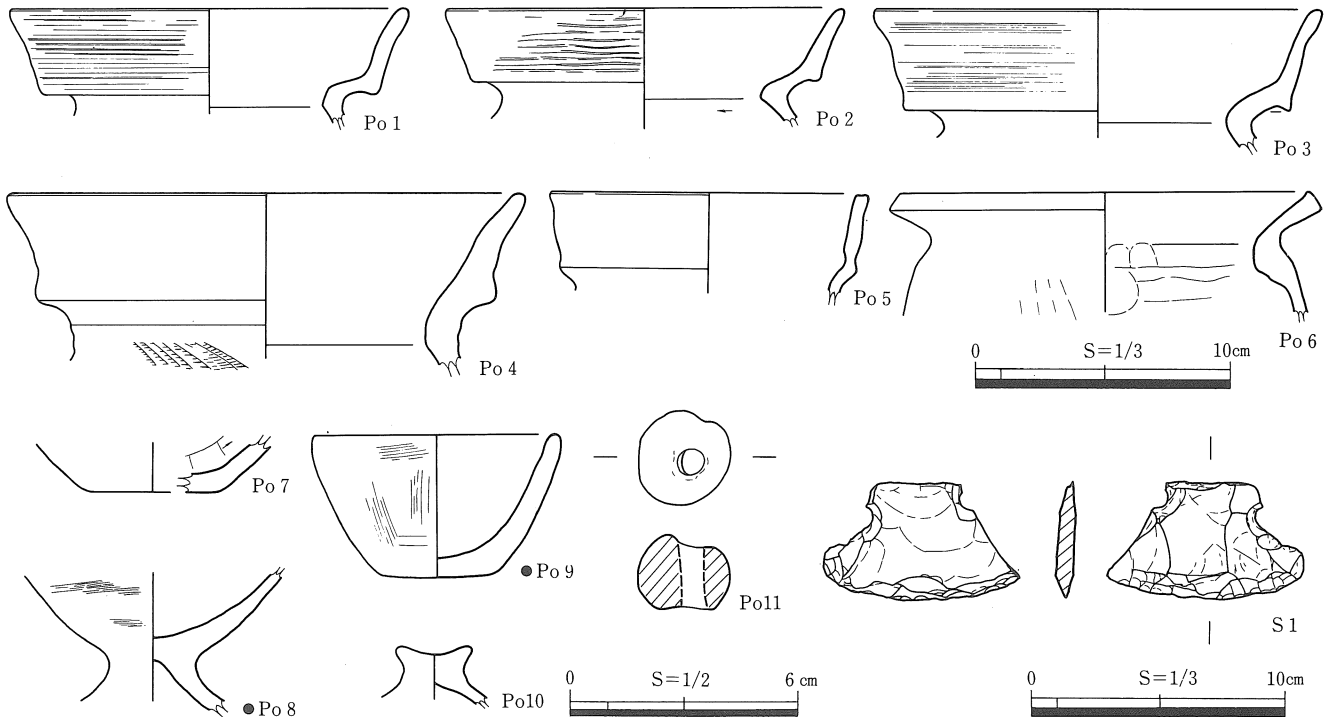 Po 1
Po 2
Po 3
Po 4
Po 5
Po 6
0 S=1/3 10cm
Po 7
●Po 9
Po11
S 1
●Po 8
Po10
0 S=1/2 6 cm
0 S=1/3 10cm